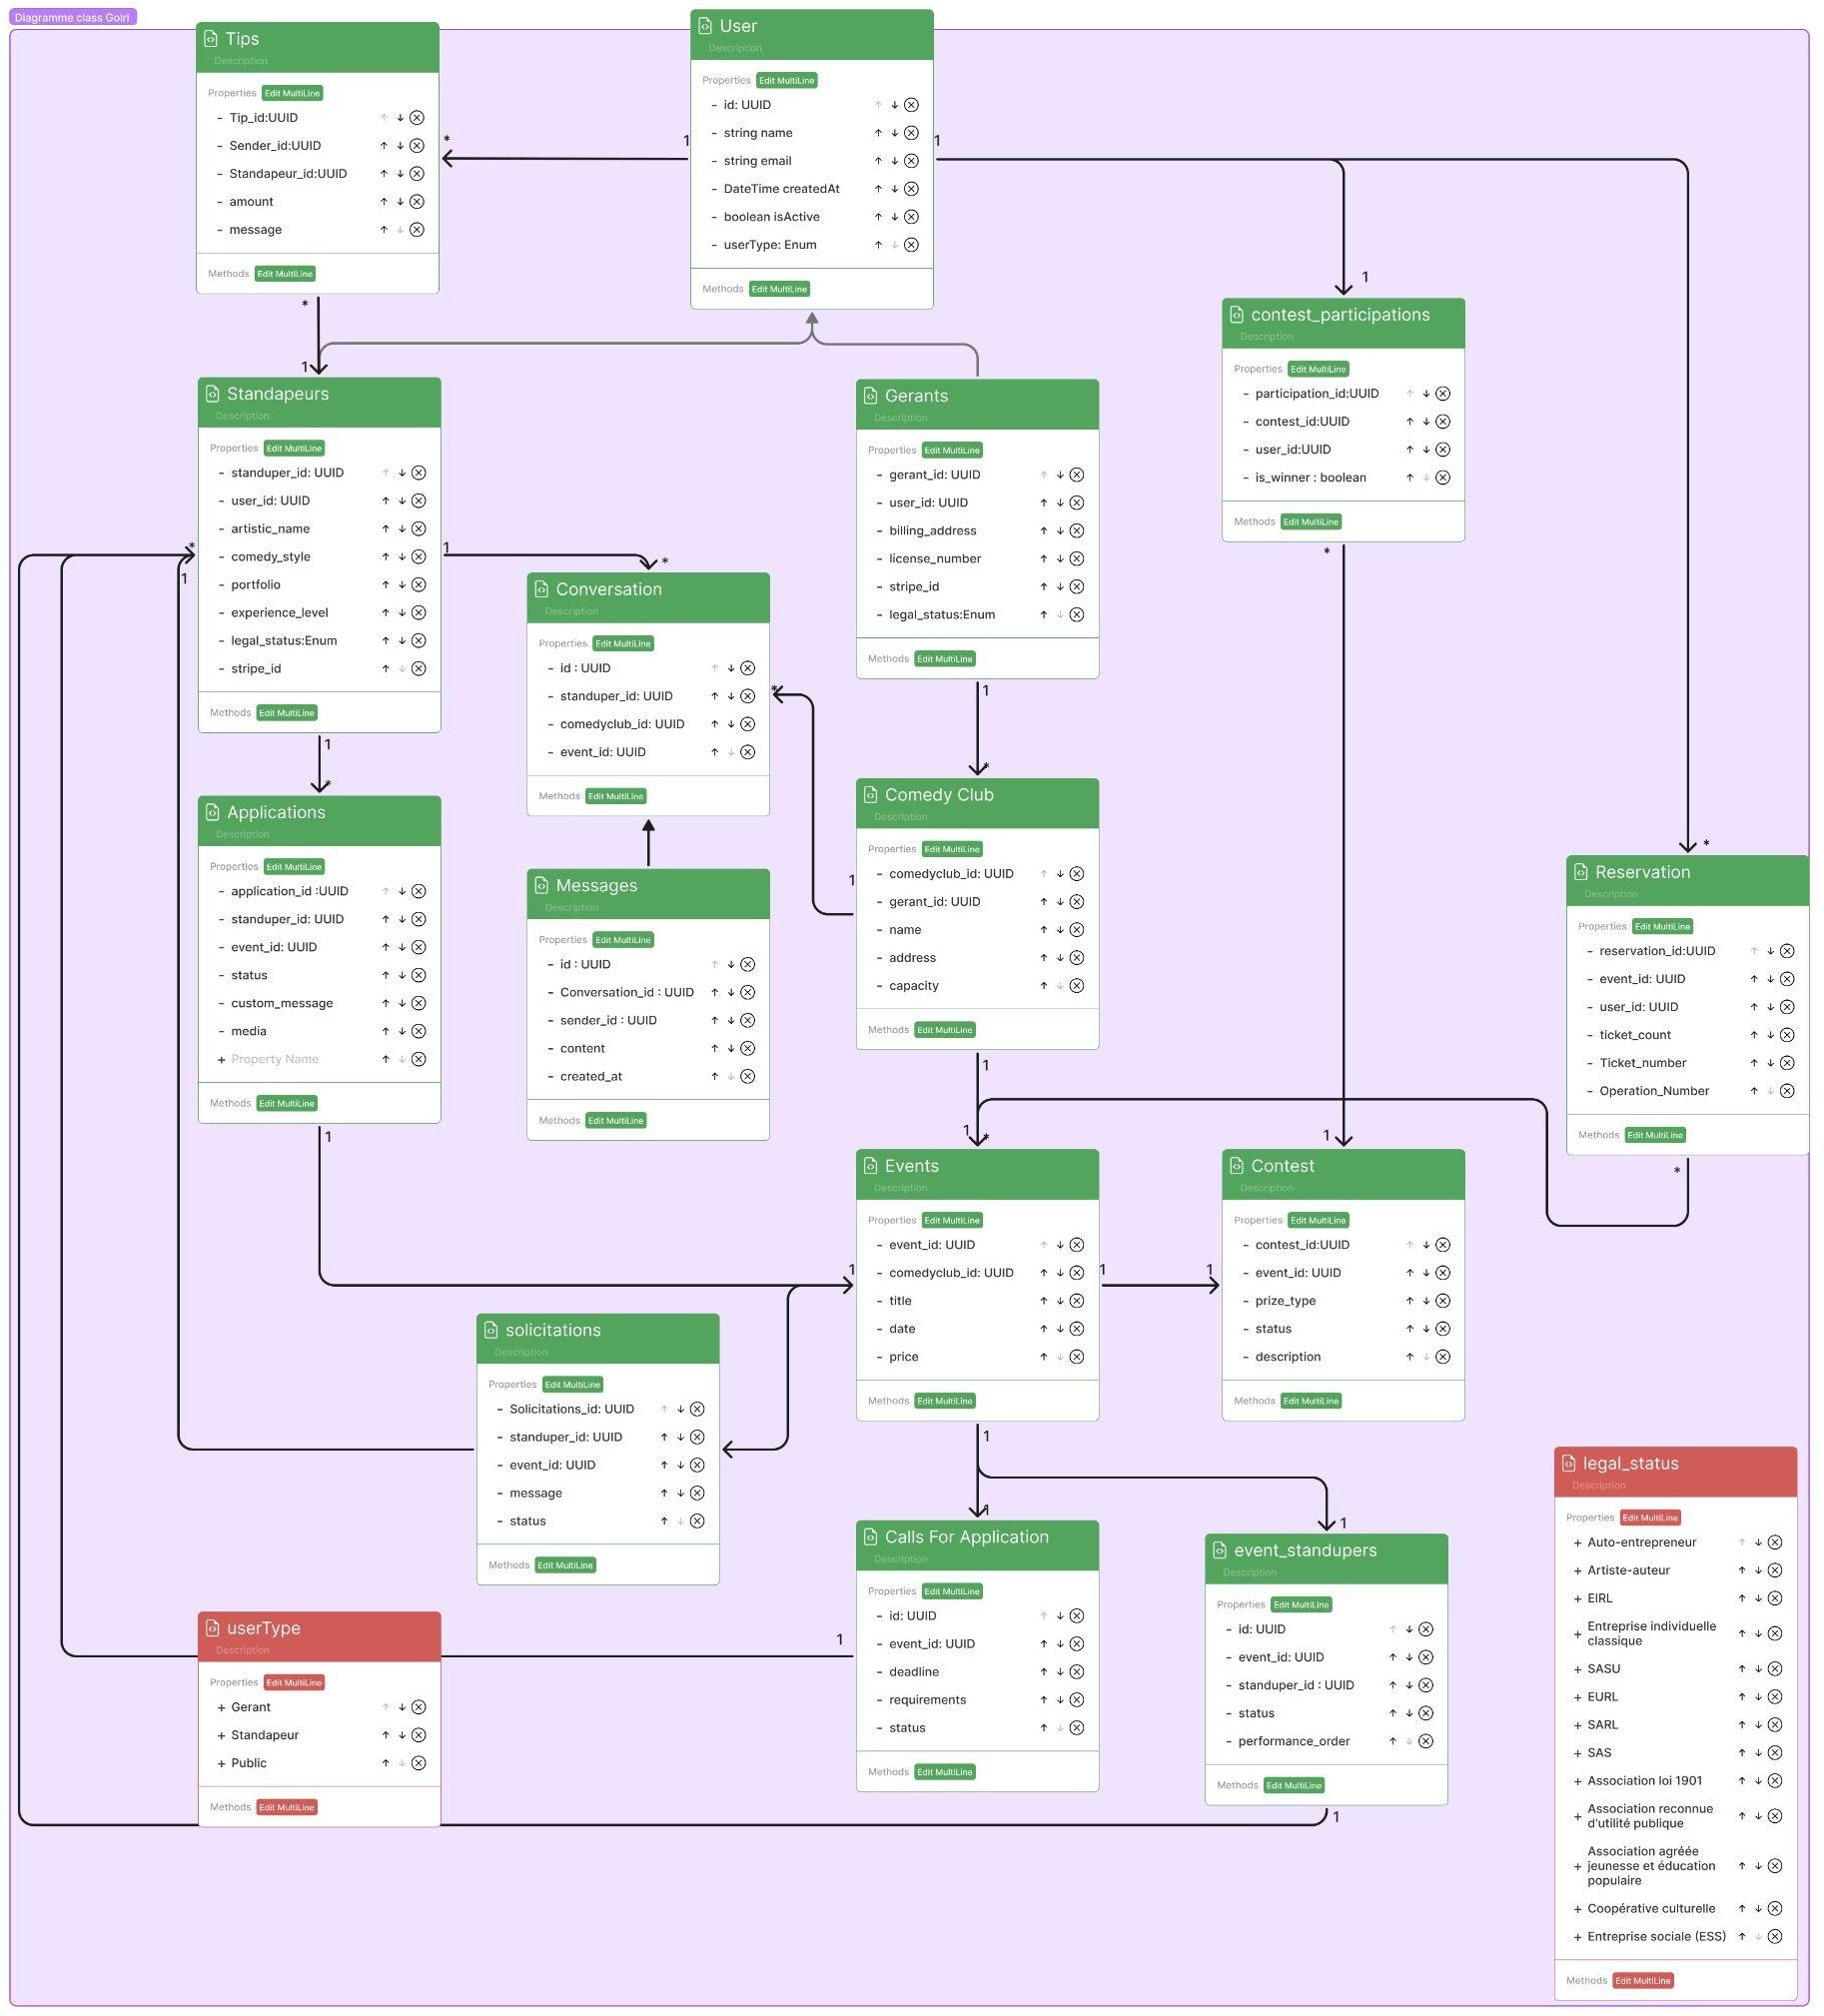 Diagramme class Golri
Tips
Description
Properties Edit MultiLine
- Tip_id:UUID
- Sender_id:UUID
- Standapeur_id:UUID
- amount
- message
Methods Edit MultiLine
User
Description
Properties Edit MultiLine
- id: UUID
- string name
- string email
- DateTime createdAt
- boolean isActive
- userType: Enum
Methods Edit MultiLine
*
1
1
1
*
1
contest_participations
Description
Properties Edit MultiLine
- participation_id:UUID
- contest_id:UUID
- user_id:UUID
- is_winner : boolean
Methods Edit MultiLine
*
Standapeurs
Description
Properties Edit MultiLine
- standuper_id: UUID
- user_id: UUID
- artistic_name
- comedy_style
- portfolio
- experience_level
- legal_status:Enum
- stripe_id
Methods Edit MultiLine
*
1
1
*
1
*
Gerants
Description
Properties Edit MultiLine
- gerant_id: UUID
- user_id: UUID
- billing_address
- license_number
- stripe_id
- legal_status:Enum
Methods Edit MultiLine
1
*
Conversation
Description
Properties Edit MultiLine
- id : UUID
- standuper_id: UUID
- comedyclub_id: UUID
- event_id: UUID
Methods Edit MultiLine
*
1
Comedy Club
Description
Properties Edit MultiLine
- comedyclub_id: UUID
- gerant_id: UUID
- name
- address
- capacity
Methods Edit MultiLine
1
1
*
Applications
Description
Properties Edit MultiLine
- application_id :UUID
- standuper_id: UUID
- event_id: UUID
- status
- custom_message
- media
+ Property Name
Methods Edit MultiLine
1
Messages
Description
Properties Edit MultiLine
- id : UUID
- Conversation_id : UUID
- sender_id : UUID
- content
- created_at
Methods Edit MultiLine
*
Reservation
Description
Properties Edit MultiLine
- reservation_id:UUID
- event_id: UUID
- user_id: UUID
- ticket_count
- Ticket_number
- Operation_Number
Methods Edit MultiLine
*
Events
Description
Properties Edit MultiLine
- event_id: UUID
- comedyclub_id: UUID
- title
- date
- price
Methods Edit MultiLine
1
1
1
1
1
Contest
Description
Properties Edit MultiLine
- contest_id:UUID
- event_id: UUID
- prize_type
- status
- description
Methods Edit MultiLine
solicitations
Description
Properties Edit MultiLine
- Solicitations_id: UUID
- standuper_id: UUID
- event_id: UUID
- message
- status
Methods Edit MultiLine
1
Calls For Application
Description
Properties Edit MultiLine
- id: UUID
- event_id: UUID
- deadline
- requirements
- status
Methods Edit MultiLine
1
1
event_standupers
Description
Properties Edit MultiLine
- id: UUID
- event_id: UUID
- standuper_id : UUID
- status
- performance_order
Methods Edit MultiLine
1
userType
Description
Properties Edit MultiLine
+ Gerant
+ Standapeur
+ Public
Methods Edit MultiLine
legal_status
Description
Properties Edit MultiLine
+ Auto-entrepreneur
+ Artiste-auteur
+ EIRL
+ Entreprise individuelle
classique
+ SASU
+ EURL
+ SARL
+ SAS
+ Association loi 1901
+ Association reconnue
d'utilité publique
Association agréée
+ jeunesse et éducation
populaire
+ Coopérative culturelle
+ Entreprise sociale (ESS)
Methods Edit MultiLine